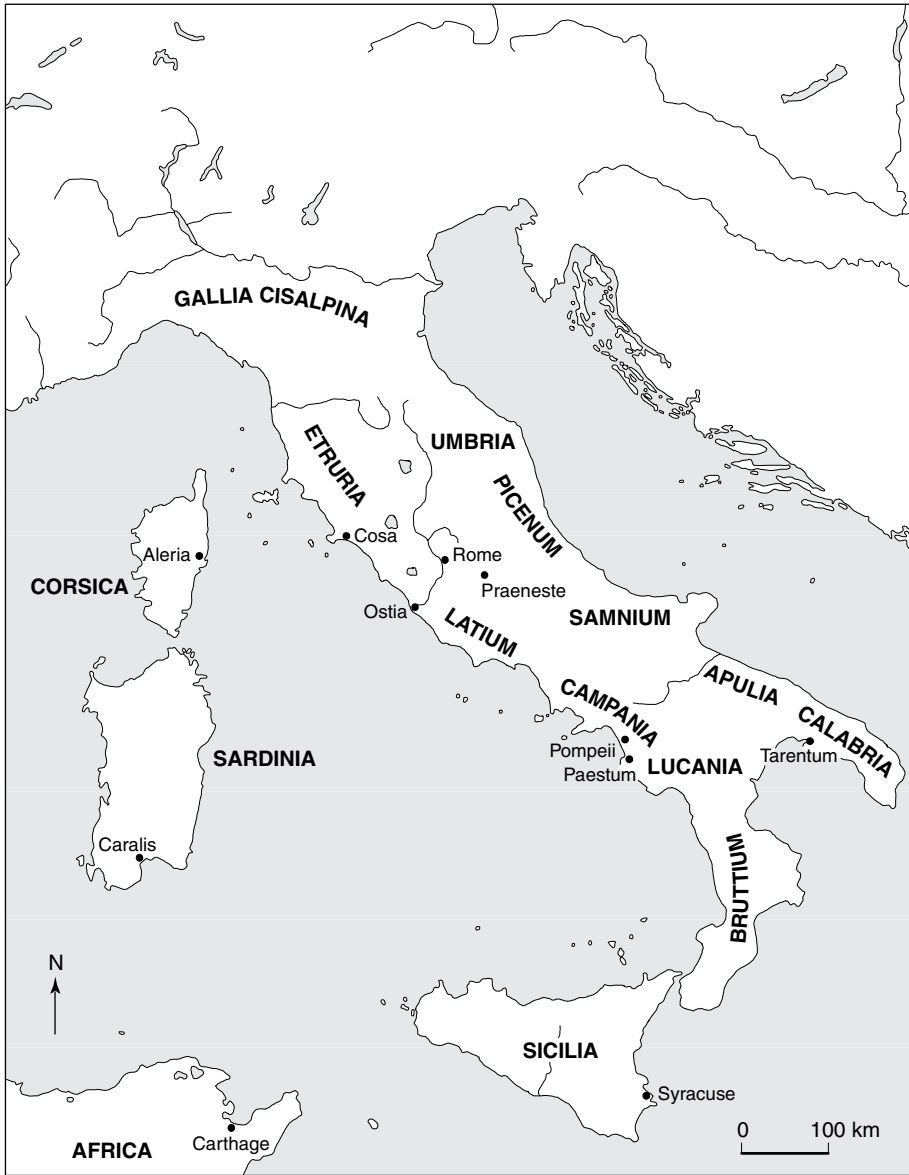 GALLIA CISALPINA
ETRURIA
UMBRIA
PICENUM
Cosa
Aleria
Rome
CORSICA
Praeneste
Ostia
LATIUM
SAMNIUM
APULIA
CAMPANIA
CALABRIA
SARDINIA
Pompeii
Paestum
LUCANIA
Tarentum
Caralis
BRUTTIUM
N
SICILIA
Syracuse
Carthage
AFRICA
0 100 km